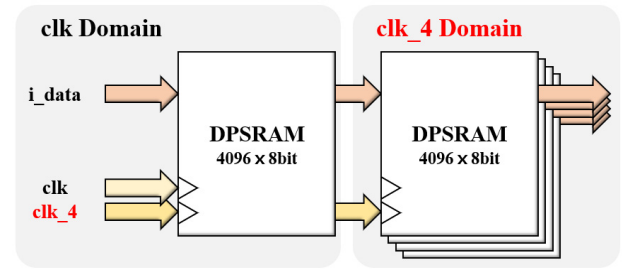 clk Domain
clk_4 Domain
i_data
DPSRAM
4096 x 8bit
DPSRAM
4096 x 8bit
clk
clk_4